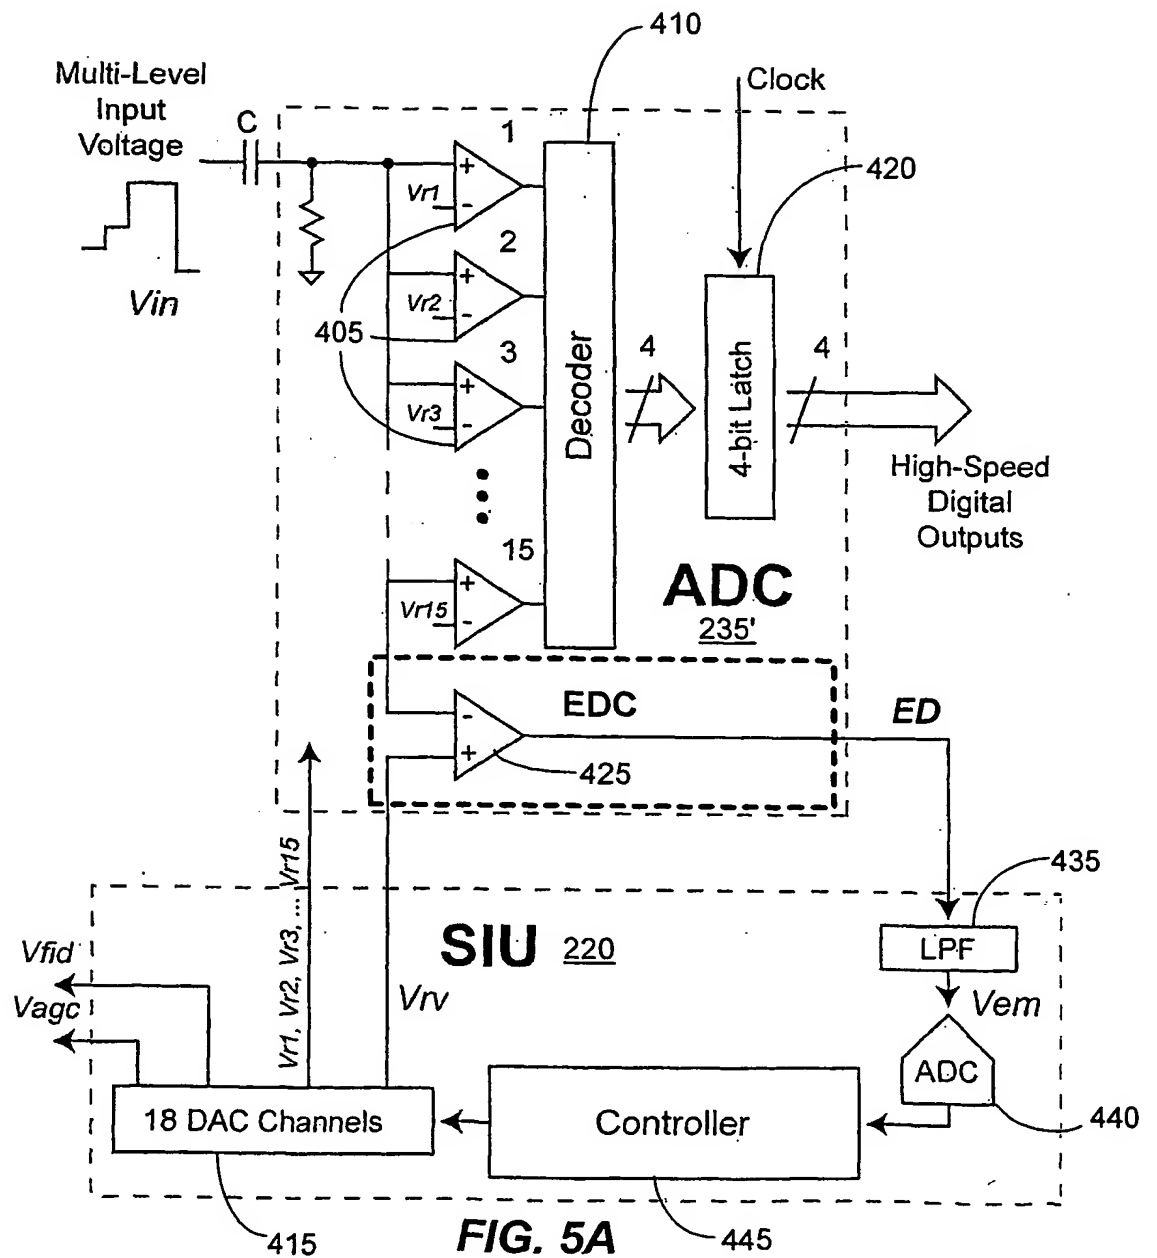 410
Multi-Level
Input
Voltage
C
Clock
1
+
Vr1
-
420
2
+
Vr2
-
Vin
405
3
+
Vr3
-
Decoder
4
4-bit Latch
4
High-Speed
Digital
Outputs
15
+
Vr15
-
ADC
235'
EDC
ED
-
+
425
Vr1, Vr2, Vr3, ... Vr15
435
SIU 220
LPF
Vfid
Vagc
Vrv
Vem
ADC
18 DAC Channels
Controller
440
415
FIG. 5A
445